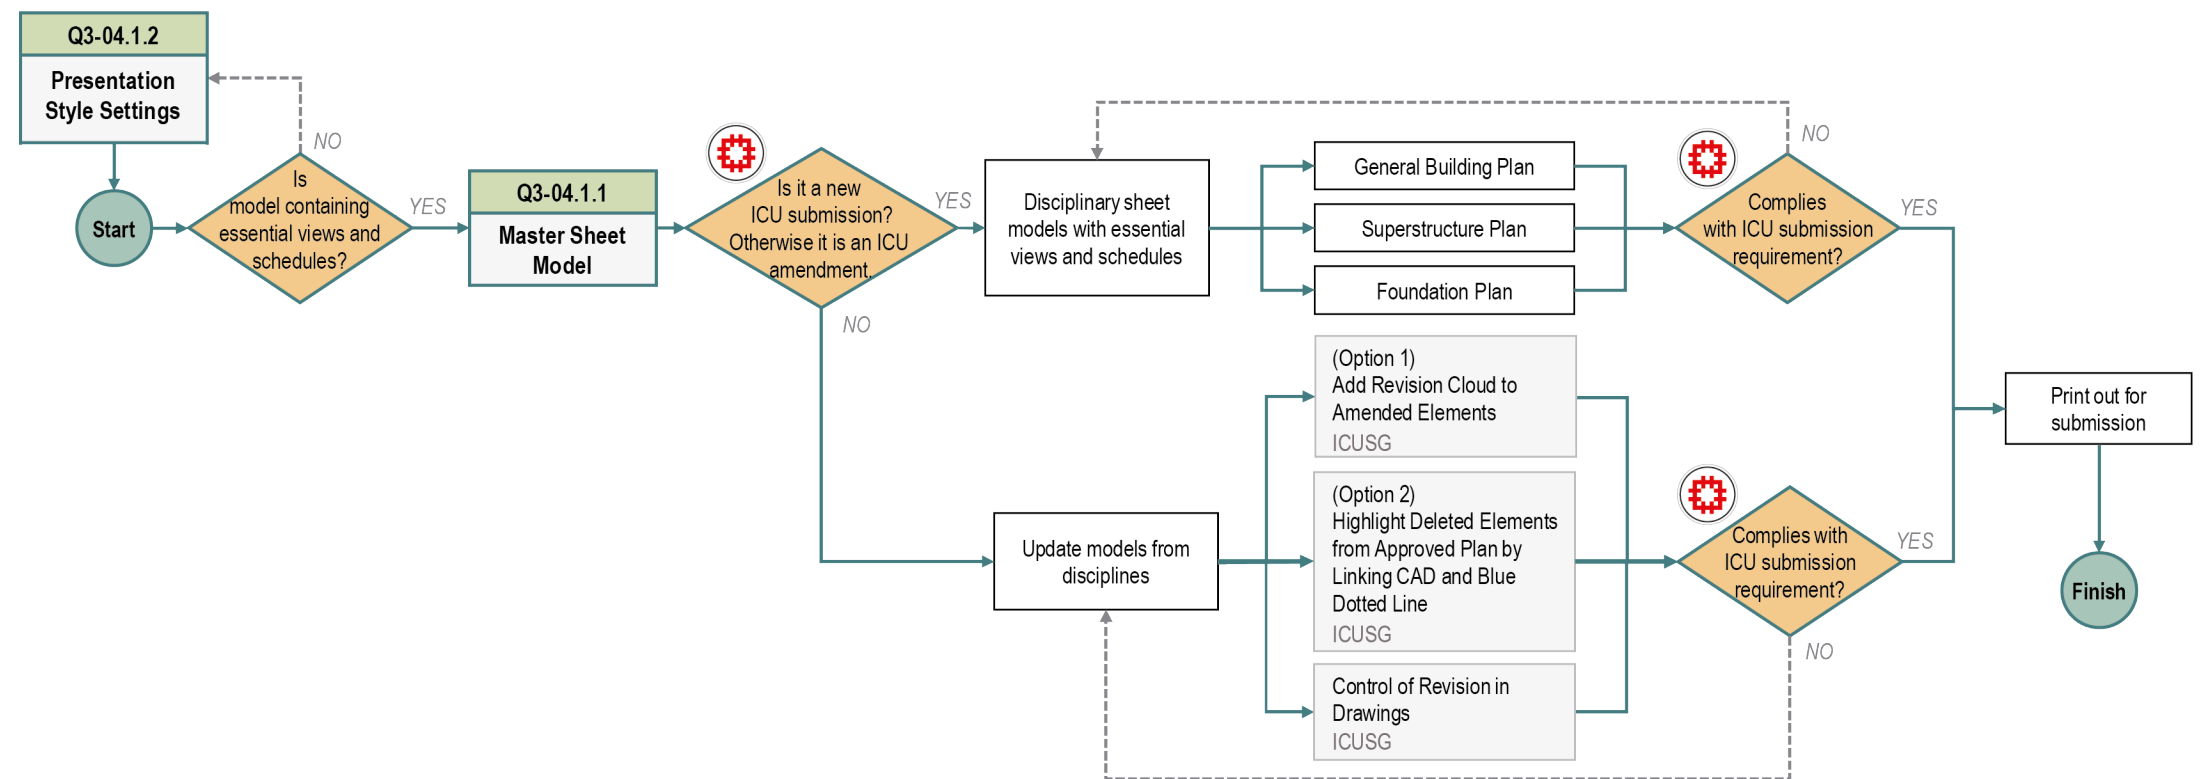 Q3-04.1.2
Presentation
Style Settings
Start
NO
Is
model containing
essential views and
schedules?
YES
Q3-04.1.1
Master Sheet
Model
Is it a new
ICU submission?
Otherwise it is an ICU
amendment.
YES
NO
Disciplinary sheet
models with essential
views and schedules
General Building Plan
Superstructure Plan
Foundation Plan
NO
Complies
with ICU submission
requirement?
YES
Update models from
disciplines
(Option 1)
Add Revision Cloud to
Amended Elements
ICUSG
(Option 2)
Highlight Deleted Elements
from Approved Plan by
Linking CAD and Blue
Dotted Line
ICUSG
Control of Revision in
Drawings
ICUSG
Complies with
ICU submission
requirement?
YES
NO
Print out for
submission
Finish